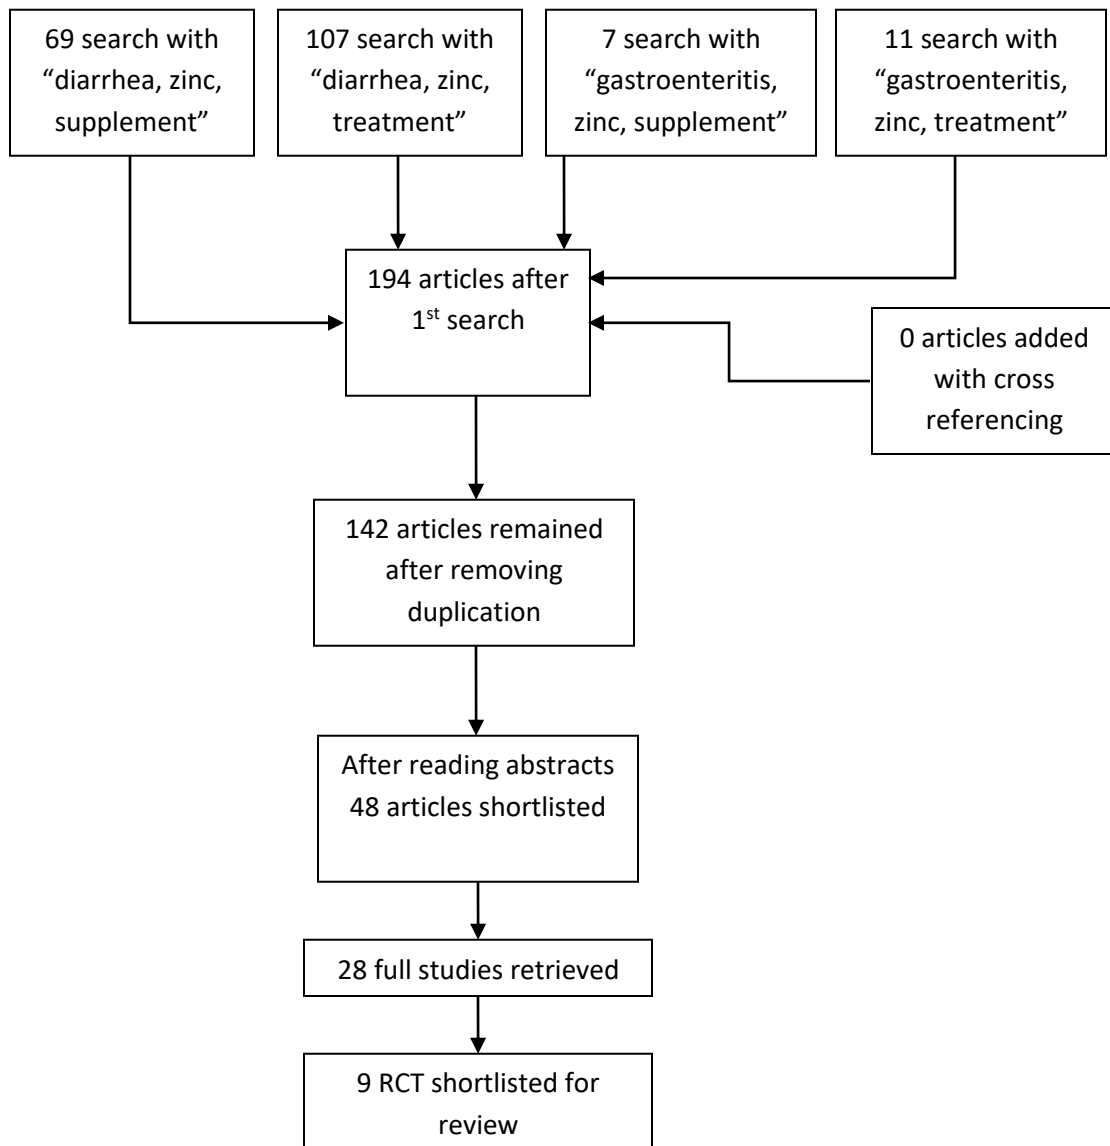 69 search with
“diarrhea, zinc,
supplement”
107 search with
“diarrhea, zinc,
treatment”
7 search with
“gastroenteritis,
zinc, supplement”
11 search with
“gastroenteritis,
zinc, treatment”
194 articles after
1st search
0 articles added
with cross
referencing
142 articles remained
after removing
duplication
After reading abstracts
48 articles shortlisted
28 full studies retrieved
9 RCT shortlisted for
review